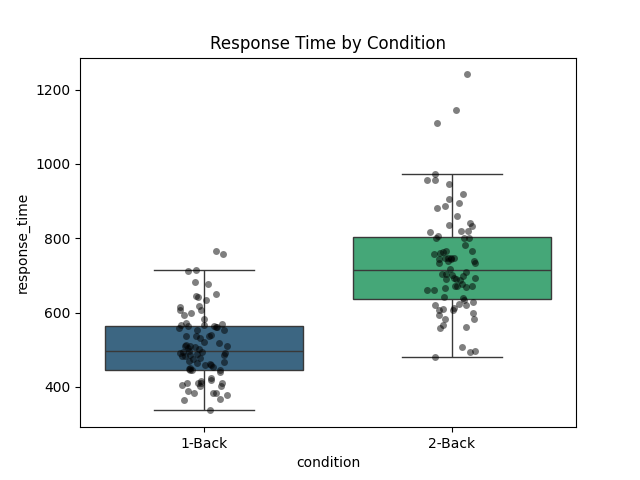 Response Time by Condition
response_time
1200
1000
800
600
400
1-Back
2-Back
condition